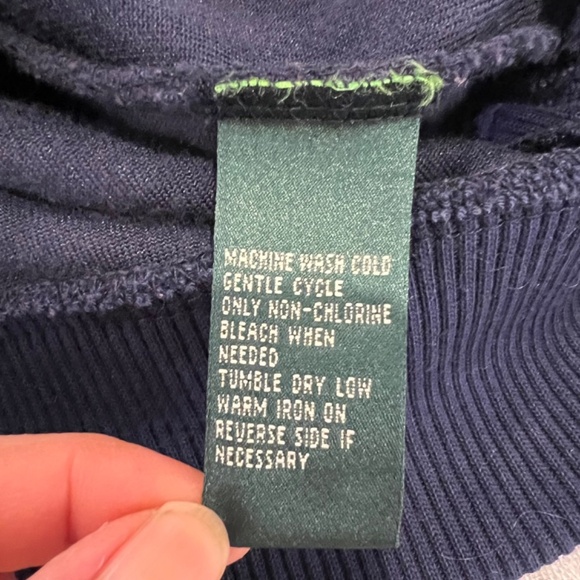 MACHINE WASH COLD
GENTLE CYCLE
ONLY NON-CHLORINE
BLEACH WHEN
NEEDED
TUMBLE DRY LOW
WARM IRON ON
REVERSE SIDE IF
NECESSARY